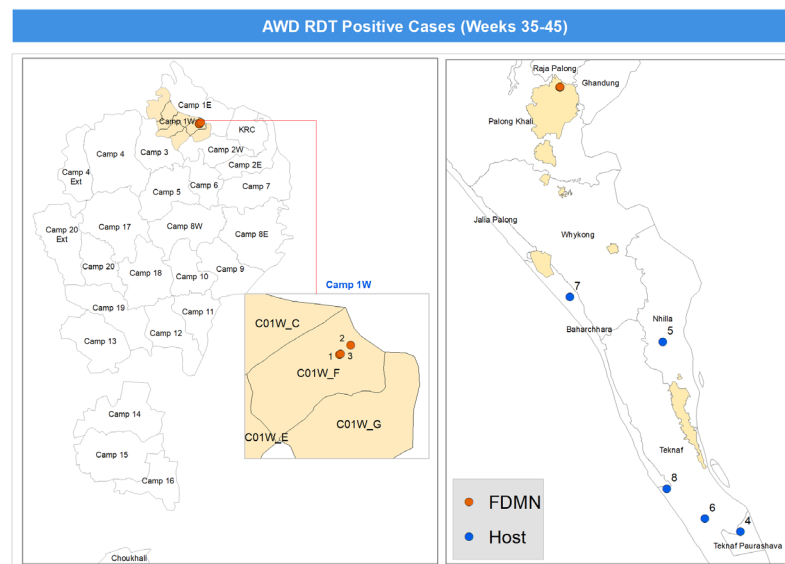 AWD RDT Positive Cases (Weeks 35-45)
Camp 1E
Camp 1W
KRC
Camp 4
Camp 3
Camp 2W
Camp 2E
Camp 4
Ext
Camp 5
Camp 6
Camp 7
Camp 20
Ext
Camp 17
Camp 8W
Camp 8E
Camp 20
Camp 18
Camp 10
Camp 9
Camp 19
Camp 11
Camp 13
Camp 12
Camp 14
Camp 15
Camp 16
Choukhali
Camp 1W
C01W_C
2
1
3
C01W_F
C01W_E
C01W_G
Raja Palong
Ghandung
Palong Khali
Jalia Palong
Whykong
7
Baharchhara
Nhilla
5
Teknaf
8
6
4
Teknaf Paurashava
FDMN
Host